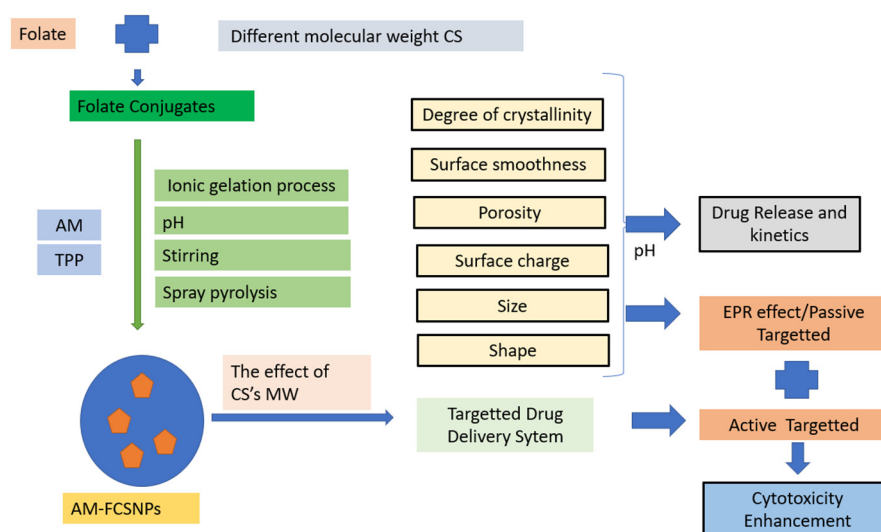 Folate
Different molecular weight CS
Folate Conjugates
Degree of crystallinity
Surface smoothness
Porosity
Surface charge
Size
Shape
Ionic gelation process
pH
Stirring
Spray pyrolysis
AM
TPP
pH
Drug Release and
kinetics
EPR effect/Passive
Targetted
The effect of
CS's MW
Targetted Drug
Delivery Sytem
Active Targetted
AM-FCSNPs
Cytotoxicity
Enhancement